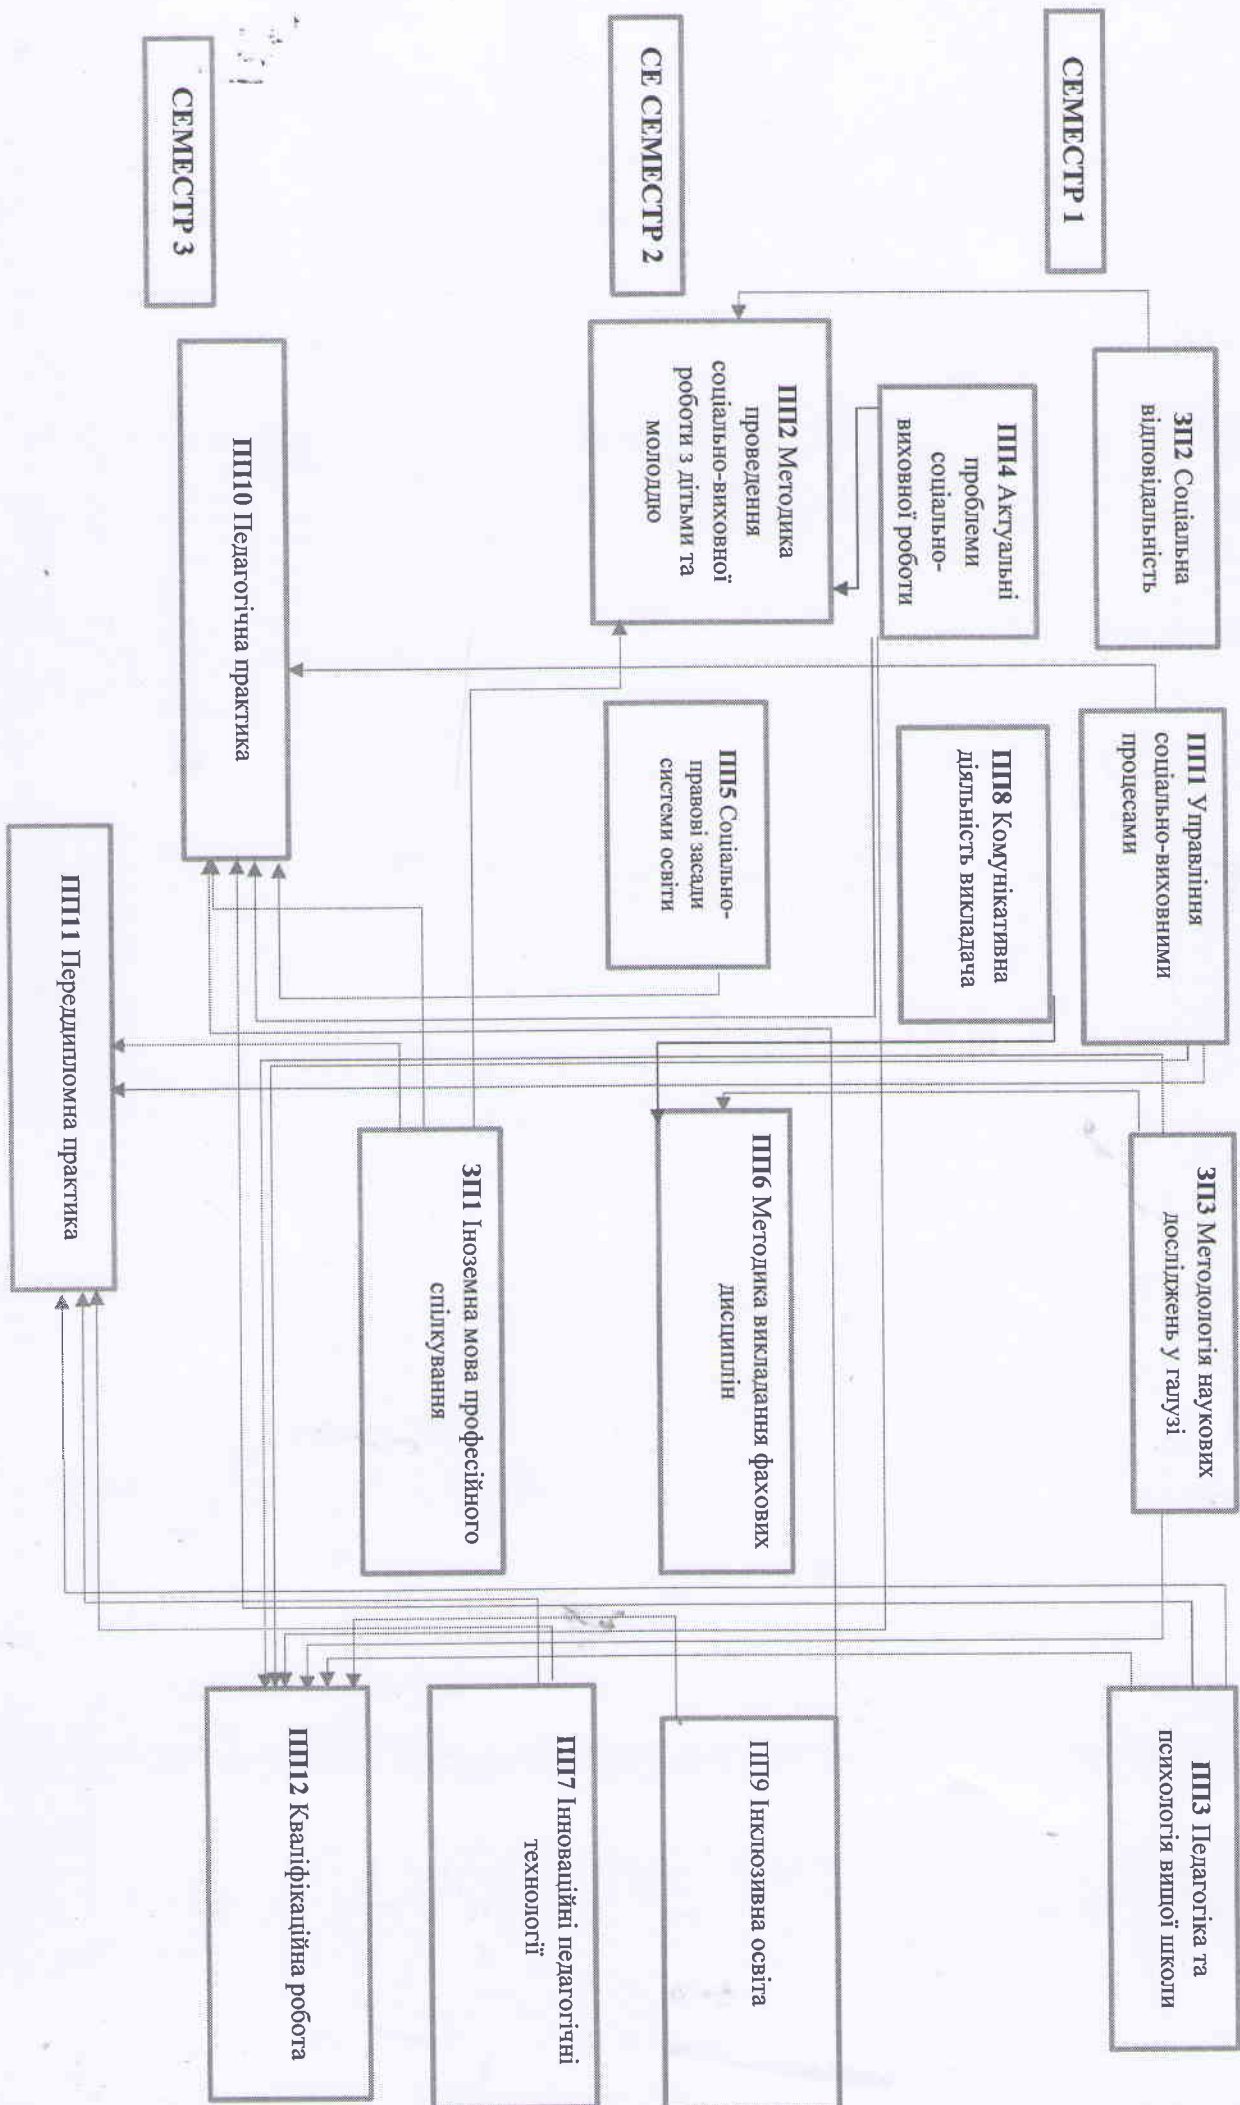 СЕМЕСТР 1
ЗП2 Соціальна
відповідальність
ПП1 Управління
соціально-виховними
процесами
ЗПЗ Методологія наукових
досліджень у галузі
ПП3 Педагогіка та
психологія вищої школи
ПП4 Актуальні
проблеми
соціально-
виховної роботи
ПП8 Комунікативна
діяльність викладача
СЕ СЕМЕСТР 2
ПП2 Методика
проведення
соціально-виховної
роботи з дітьми та
молоддю
ПП5 Соціально-
правові засади
системи освіти
ПП6 Методика викладання фахових
дисциплін
ПП9 Інклюзивна освіта
ЗП1 Іноземна мова професійного
спілкування
ПП7 Інноваційні педагогічні
технології
СЕМЕСТР 3
ПП10 Педагогічна практика
ПП12 Кваліфікаційна робота
ПП11 Переддипломна практика